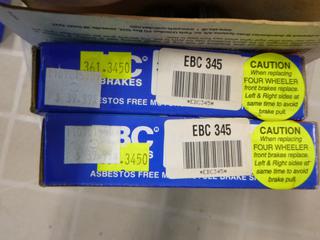 361.3450
EBC 345
*EBC345*
BRAKES
ASBESTOS FREE
CAUTION
When replacing
FOUR WHEELER
front brakes replace.
Left & Right sides at
same time to avoid
brake pull.
EBC
EBC 345
*EBC345*
.3450
ASBESTOS FREE
BRAKE
CAUTION
When replacing
FOUR WHEELER
front brakes replace.
Left & Right sides at
same time to avoid
brake pull.